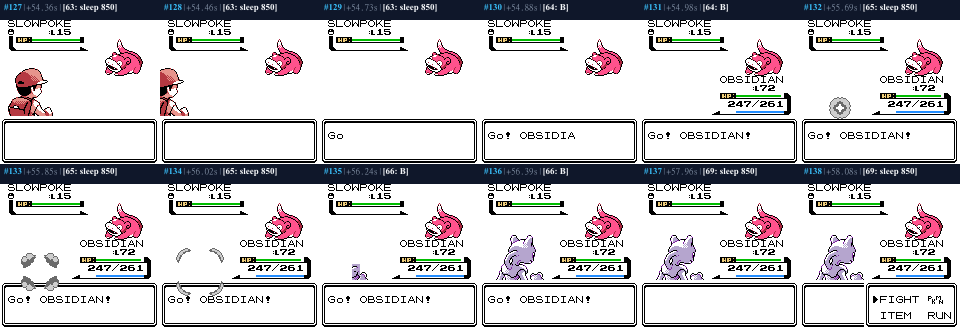 #127 |+54.36s| [63: sleep 850]
SLOWPOKE
:L15
HP:
#128 |+54.46s| [63: sleep 850]
SLOWPOKE
:L15
HP:
#129 |+54.73s| [63: sleep 850]
SLOWPOKE
:L15
HP:
Go
#130 |+54.88s| [64: B]
SLOWPOKE
:L15
HP:
Go! OBSIDIA
#131 |+54.98s| [64: B]
SLOWPOKE
:L15
HP:
OBSIDIAN
:L72
HP:
247/261
Go! OBSIDIAN!
#132 |+55.69s| [65: sleep 850]
SLOWPOKE
:L15
HP:
OBSIDIAN
:L72
HP:
247/261
Go! OBSIDIAN!
#133 |+55.85s| [65: sleep 850]
SLOWPOKE
:L15
HP:
OBSIDIAN
:L72
HP:
247/261
Go! OBSIDIAN!
#134 |+56.02s| [65: sleep 850]
SLOWPOKE
:L15
HP:
OBSIDIAN
:L72
HP:
247/261
Go! OBSIDIAN!
#135 |+56.24s| [66: B]
SLOWPOKE
:L15
HP:
OBSIDIAN
:L72
HP:
247/261
Go! OBSIDIAN!
#136 |+56.39s| [66: B]
SLOWPOKE
:L15
HP:
OBSIDIAN
:L72
HP:
247/261
Go! OBSIDIAN!
#137 |+57.96s| [69: sleep 850]
SLOWPOKE
:L15
HP:
OBSIDIAN
:L72
HP:
247/261
#138 |+58.08s| [69: sleep 850]
SLOWPOKE
:L15
HP:
OBSIDIAN
:L72
HP:
247/261
▶FIGHT PKMN
ITEM RUN